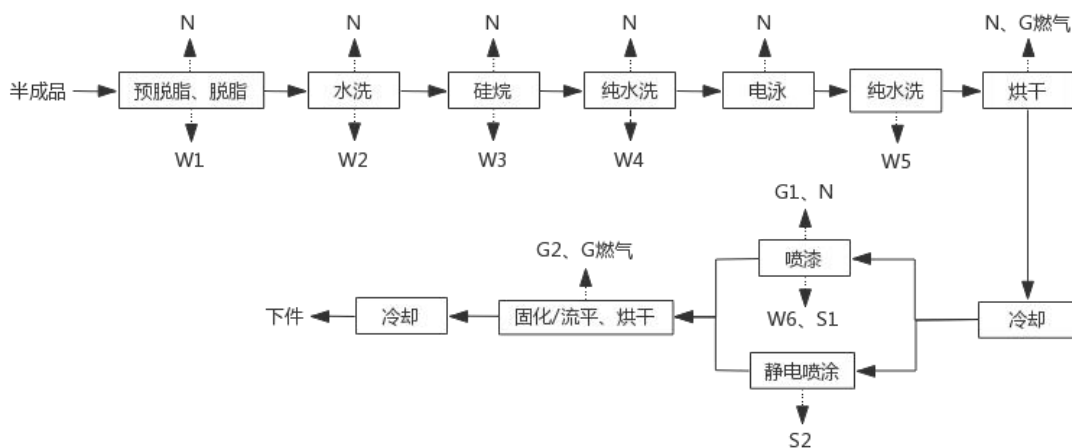 N N N N N N、G燃气
半成品 预脱脂、脱脂 水洗 硅烷 纯水洗 电泳 纯水洗 烘干
W1 W2 W3 W4 W5
G1、N
G2、G燃气 喷漆
下件 冷却 固化/流平、烘干 W6、S1 冷却
静电喷涂
S2